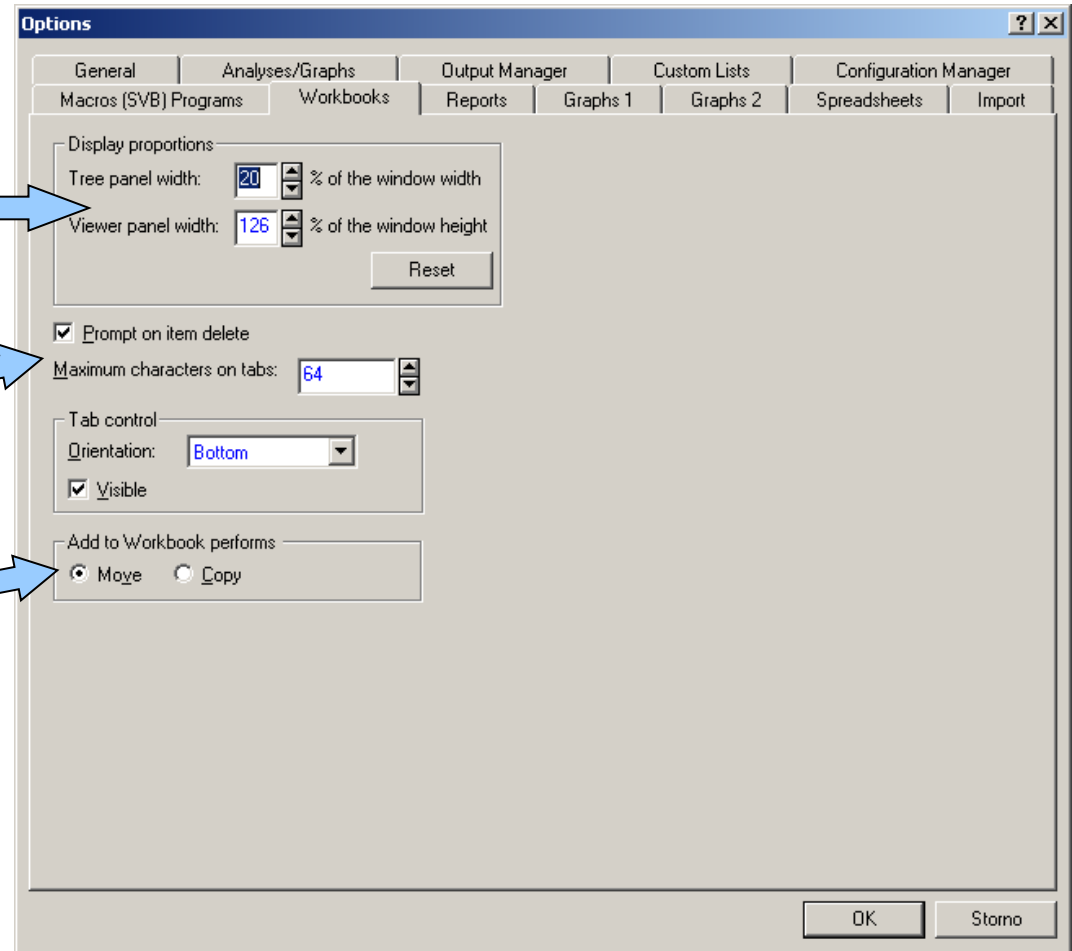 Options
General Analyses/Graphs Output Manager Custom Lists Configuration Manager
Macros (SVB) Programs Workbooks Reports Graphs 1 Graphs 2 Spreadsheets Import
Display proportions
Tree panel width: 20 % of the window width
Viewer panel width: 126 % of the window height
Reset
Prompt on item delete
Maximum characters on tabs: 64
Tab control
Orientation: Bottom
Visible
Add to Workbook performs
Move Copy
OK Storno